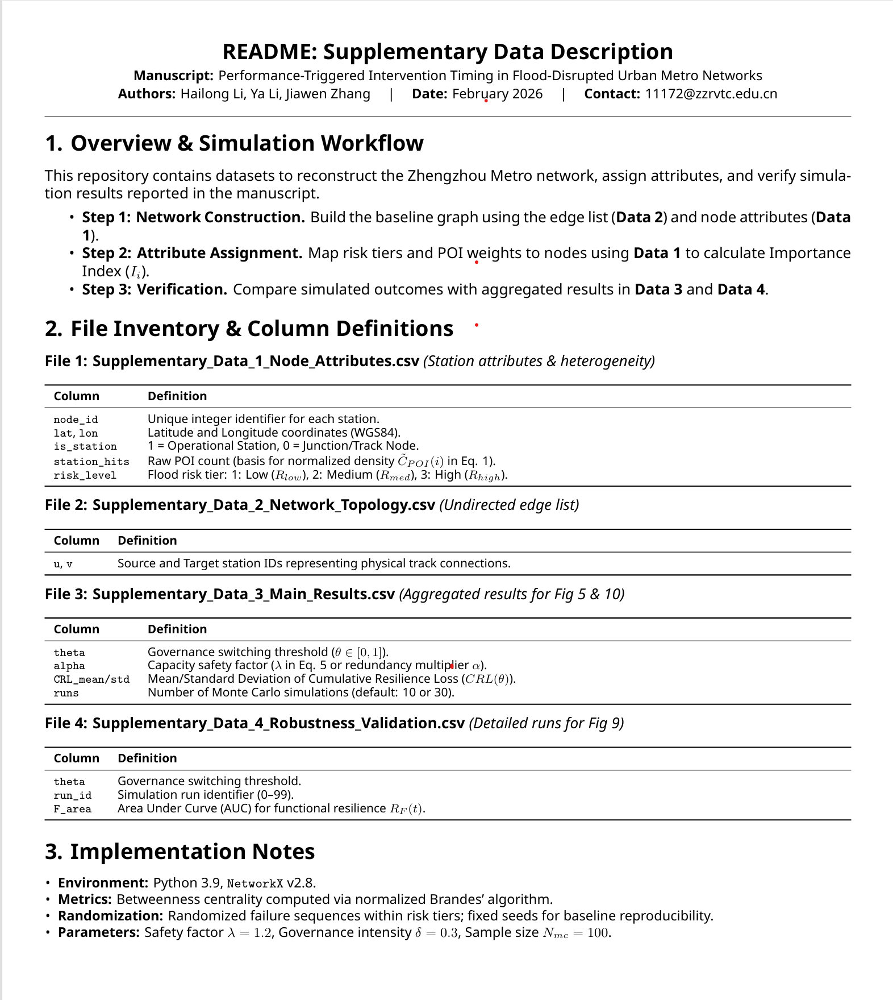 README: Supplementary Data Description
Manuscript: Performance-Triggered Intervention Timing in Flood-Disrupted Urban Metro Networks
Authors: Hailong Li, Ya Li, Jiawen Zhang | Date: February 2026 | Contact: 11172@zzrvtc.edu.cn
1. Overview & Simulation Workflow
This repository contains datasets to reconstruct the Zhengzhou Metro network, assign attributes, and verify simula-
tion results reported in the manuscript.
• Step 1: Network Construction. Build the baseline graph using the edge list (Data 2) and node attributes (Data
1).
• Step 2: Attribute Assignment. Map risk tiers and POI weights to nodes using Data 1 to calculate Importance
Index (I_i).
• Step 3: Verification. Compare simulated outcomes with aggregated results in Data 3 and Data 4.
2. File Inventory & Column Definitions
File 1: Supplementary_Data_1_Node_Attributes.csv (Station attributes & heterogeneity)
Column Definition
node_id Unique integer identifier for each station.
lat, lon Latitude and Longitude coordinates (WGS84).
is_station 1 = Operational Station, 0 = Junction/Track Node.
station_hits Raw POI count (basis for normalized density C̃_POI(i) in Eq. 1).
risk_level Flood risk tier: 1: Low (R_low), 2: Medium (R_med), 3: High (R_high).
File 2: Supplementary_Data_2_Network_Topology.csv (Undirected edge list)
Column Definition
u, v Source and Target station IDs representing physical track connections.
File 3: Supplementary_Data_3_Main_Results.csv (Aggregated results for Fig 5 & 10)
Column Definition
theta Governance switching threshold (θ ∈ [0, 1]).
alpha Capacity safety factor (λ in Eq. 5 or redundancy multiplier α).
CRL_mean/std Mean/Standard Deviation of Cumulative Resilience Loss (CRL(θ)).
runs Number of Monte Carlo simulations (default: 10 or 30).
File 4: Supplementary_Data_4_Robustness_Validation.csv (Detailed runs for Fig 9)
Column Definition
theta Governance switching threshold.
run_id Simulation run identifier (0–99).
F_area Area Under Curve (AUC) for functional resilience R_F(t).
3. Implementation Notes
• Environment: Python 3.9, NetworkX v2.8.
• Metrics: Betweenness centrality computed via normalized Brandes’ algorithm.
• Randomization: Randomized failure sequences within risk tiers; fixed seeds for baseline reproducibility.
• Parameters: Safety factor λ = 1.2, Governance intensity δ = 0.3, Sample size N_mc = 100.